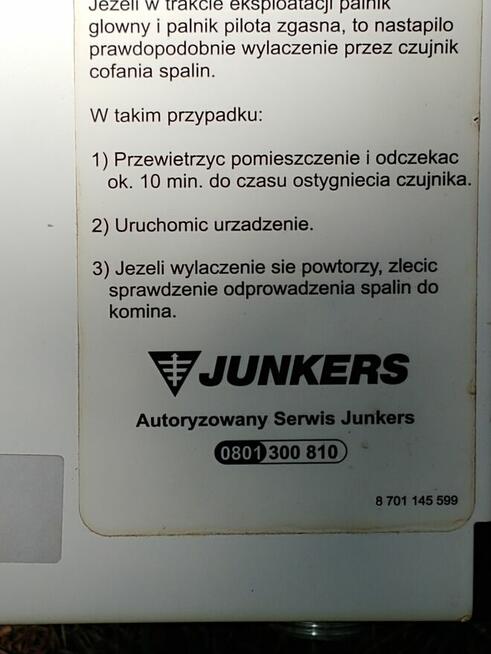 Jezeli w trakcie eksploatacji palnik
glowny i palnik pilota zgasna, to nastapilo
prawdopodobnie wylaczenie przez czujnik
cofania spalin.
W takim przypadku:
1) Przewietrzyc pomieszczenie i odczekac
ok. 10 min. do czasu ostygniecia czujnika.
2) Uruchomic urzadzenie.
3) Jezeli wylaczenie sie powtorzy, zlecic
sprawdzenie odprowadzenia spalin do
komina.
JUNKERS
Autoryzowany Serwis Junkers
0801 300 810
8 701 145 599